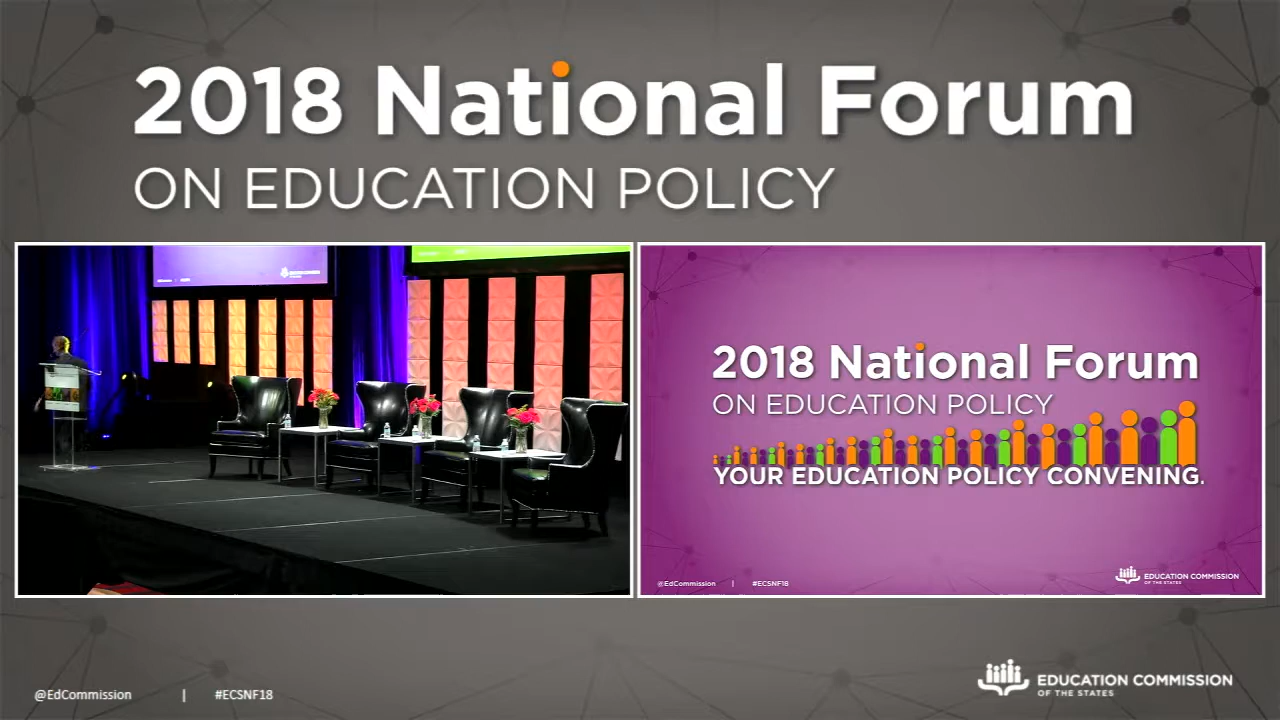 2018 National Forum
ON EDUCATION POLICY
2018 National Forum
ON EDUCATION POLICY
YOUR EDUCATION POLICY CONVENING.
@EdCommission | #ECSNF18
EDUCATION COMMISSION
OF THE STATES
@EdCommission | #ECSNF18
EDUCATION COMMISSION
OF THE STATES